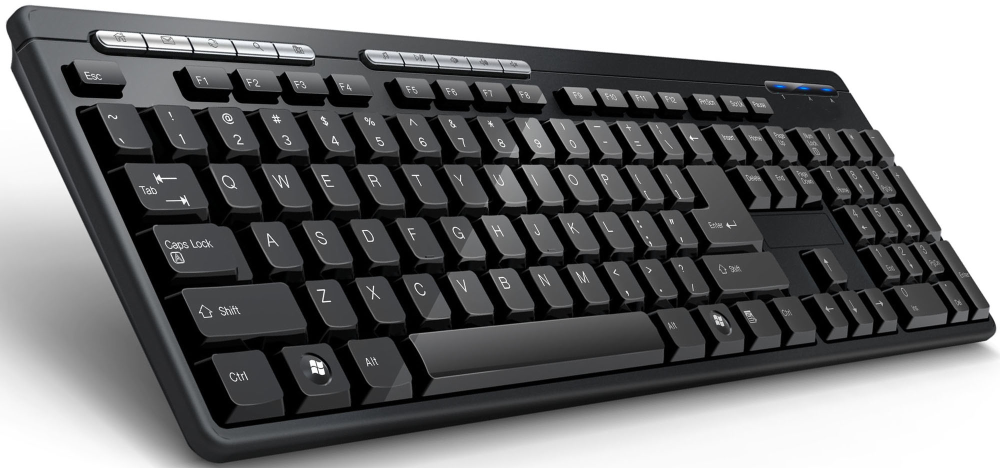 Esc F1 F2 F3 F4 F5 F6 F7 F8 F9 F10 F11 F12 PrtScn ScrLk Pause
1 A A
~ ! @ # $ % ^ & * ( ) — + ¦ ←
` 1 2 3 4 5 6 7 8 9 0 - = \
Insert Home Page Up Num Lock 1 / * -
Tab Q W E R T Y U I O P { [ } ]
Delete End Page Down 7 Home 8 ↑ 9 PgUp +
Caps Lock A A S D F G H J K L : ; " ' Enter
4 ← 5 6 →
Shift Z X C V B N M < , > . ? / Shift
↑ 1 End 2 ↓ 3 PgDn Enter
Ctrl Alt Alt Ctrl ← ↓ → 0 Ins . Del